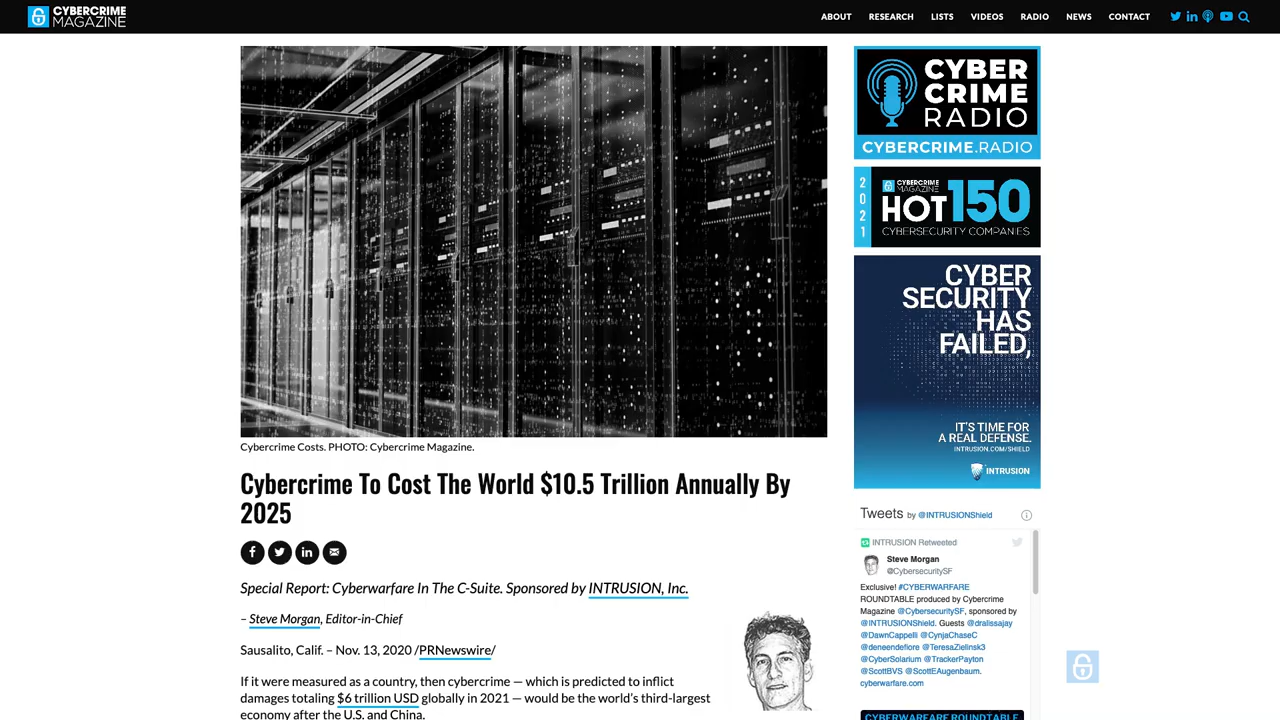 CYBERCRIME
MAGAZINE
ABOUT
RESEARCH
LISTS
VIDEOS
RADIO
NEWS
CONTACT
Cybercrime Costs. PHOTO: Cybercrime Magazine.
Cybercrime To Cost The World $10.5 Trillion Annually By
2025
Special Report: Cyberwarfare In The C-Suite. Sponsored by INTRUSION, Inc.
– Steve Morgan, Editor-in-Chief
Sausalito, Calif. – Nov. 13, 2020 /PRNewswire/
If it were measured as a country, then cybercrime — which is predicted to inflict
damages totaling $6 trillion USD globally in 2021 — would be the world's third-largest
economy after the U.S. and China.
CYBER
CRIME
RADIO
CYBERCRIME.RADIO
2021
CYBERCRIME
MAGAZINE
HOT150
CYBERSECURITY COMPANIES
CYBER
SECURITY
HAS
FAILED,
IT'S TIME FOR
A REAL DEFENSE.
INTRUSION.COM/SHIELD
INTRUSION
Tweets by @INTRUSIONShield
INTRUSION Retweeted
Steve Morgan
@CybersecuritySF
Exclusive! #CYBERWARFARE
ROUNDTABLE produced by Cybercrime
Magazine @CybersecuritySF, sponsored by
@INTRUSIONShield. Guests @dralissajay
@DawnCappelli @CynjaChaseC
@deneendefiore @TeresaZielinsk3
@CyberSolarium @TrackerPayton
@ScottBVS @ScottEAugenbaum.
cyberwarfare.com
CYBERWARFARE ROUNDTABLE